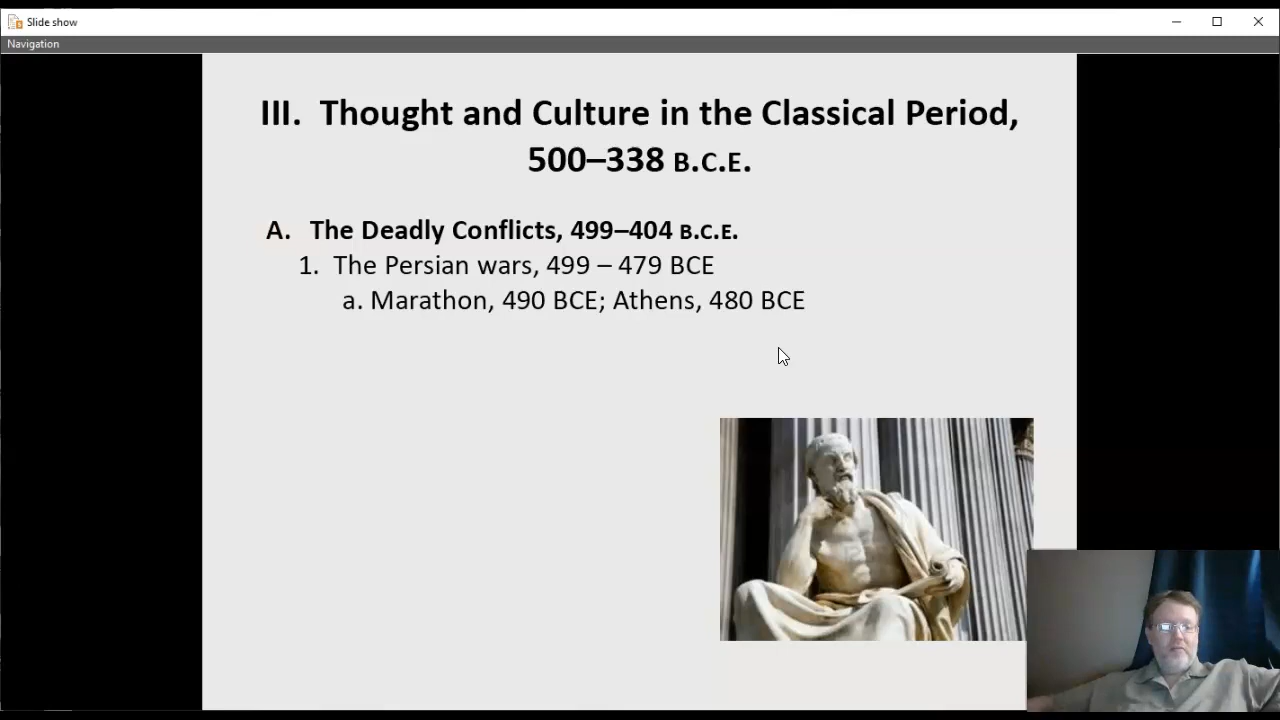 Slide show
Navigation
III. Thought and Culture in the Classical Period,
500–338 B.C.E.
A. The Deadly Conflicts, 499–404 B.C.E.
1. The Persian wars, 499 – 479 BCE
a. Marathon, 490 BCE; Athens, 480 BCE